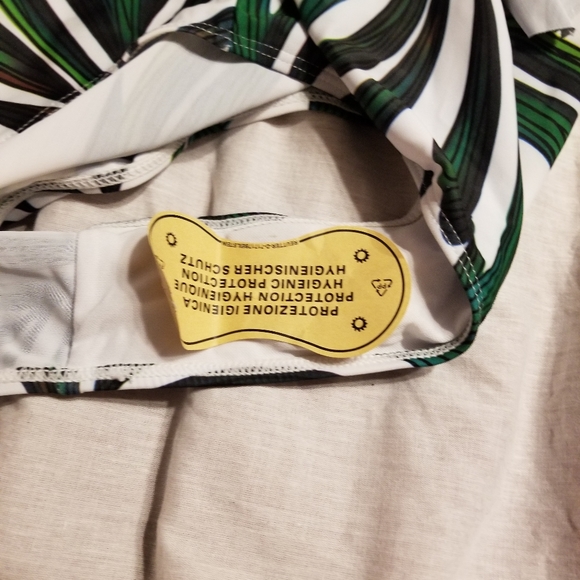 PROTEZIONE IGIENICA
PROTECTION HYGIENIQUE
HYGIENIC PROTECTION
HYGIENISCHER SCHUTZ